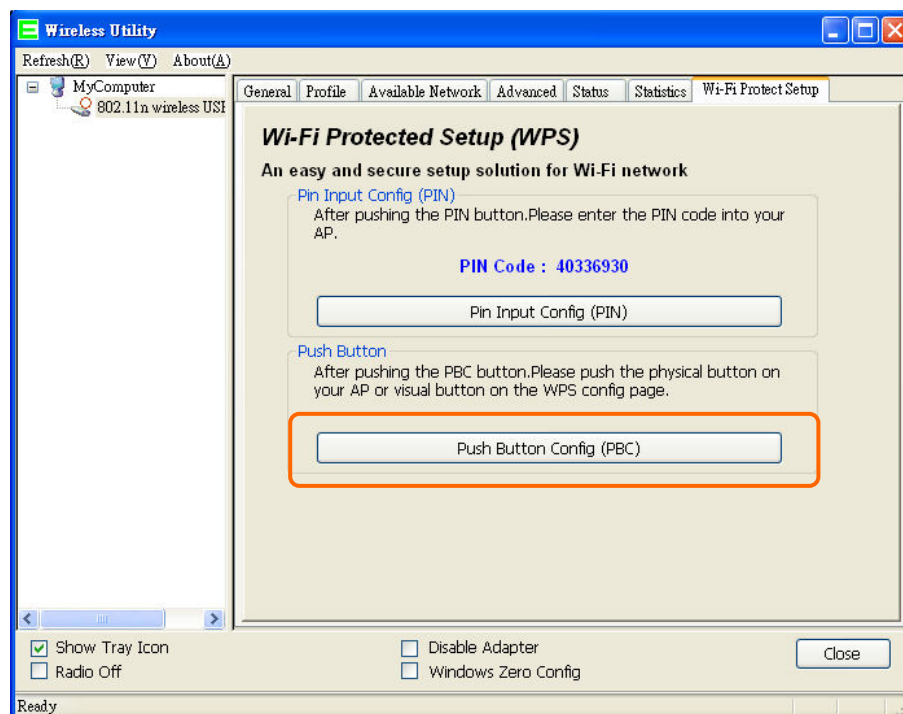 Wireless Utility
Refresh(R) View(V) About(A)
MyComputer
802.11n wireless USB
General Profile Available Network Advanced Status Statistics Wi-Fi Protect Setup
Wi-Fi Protected Setup (WPS)
An easy and secure setup solution for Wi-Fi network
Pin Input Config (PIN)
After pushing the PIN button.Please enter the PIN code into your
AP.
PIN Code : 40336930
Pin Input Config (PIN)
Push Button
After pushing the PBC button.Please push the physical button on
your AP or visual button on the WPS config page.
Push Button Config (PBC)
Show Tray Icon
Disable Adapter
Radio Off
Windows Zero Config
Close
Ready